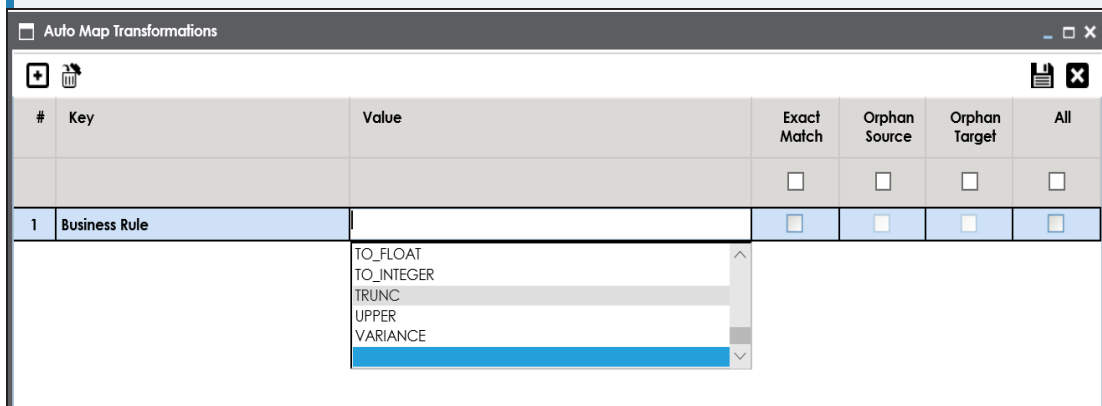 Auto Map Transformations
# Key Value Exact Match Orphan Source Orphan Target All
1 Business Rule
TO_FLOAT
TO_INTEGER
TRUNC
UPPER
VARIANCE